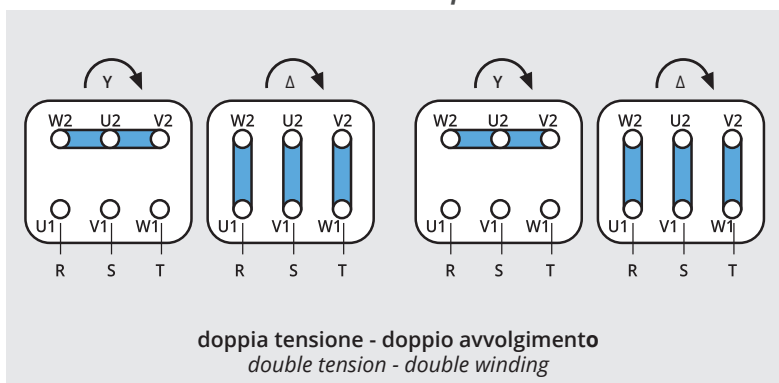 Y Δ Y Δ
W2 U2 V2 W2 U2 V2 W2 U2 V2 W2 U2 V2
U1 V1 W1 U1 V1 W1 U1 V1 W1 U1 V1 W1
R S T R S T R S T R S T
doppia tensione - doppio avvolgimento
double tension - double winding